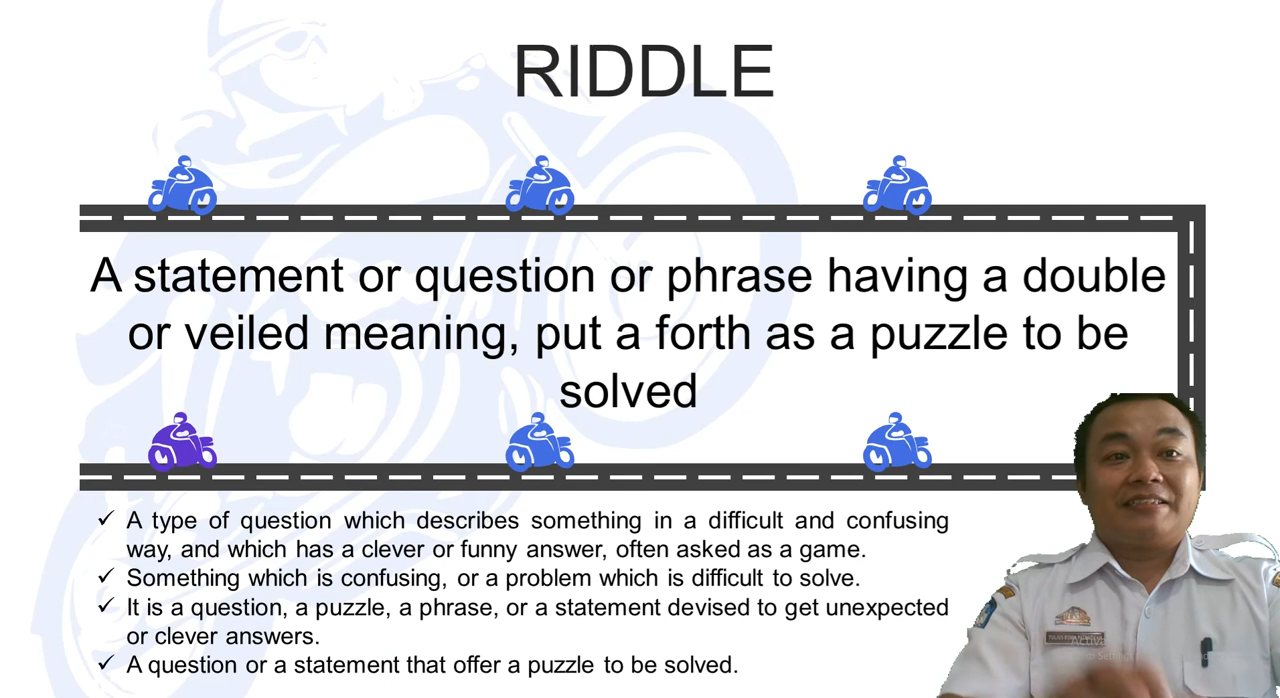 RIDDLE
A statement or question or phrase having a double
or veiled meaning, put a forth as a puzzle to be
solved
✓ A type of question which describes something in a difficult and confusing
way, and which has a clever or funny answer, often asked as a game.
✓ Something which is confusing, or a problem which is difficult to solve.
✓ It is a question, a puzzle, a phrase, or a statement devised to get unexpected
or clever answers.
✓ A question or a statement that offer a puzzle to be solved.